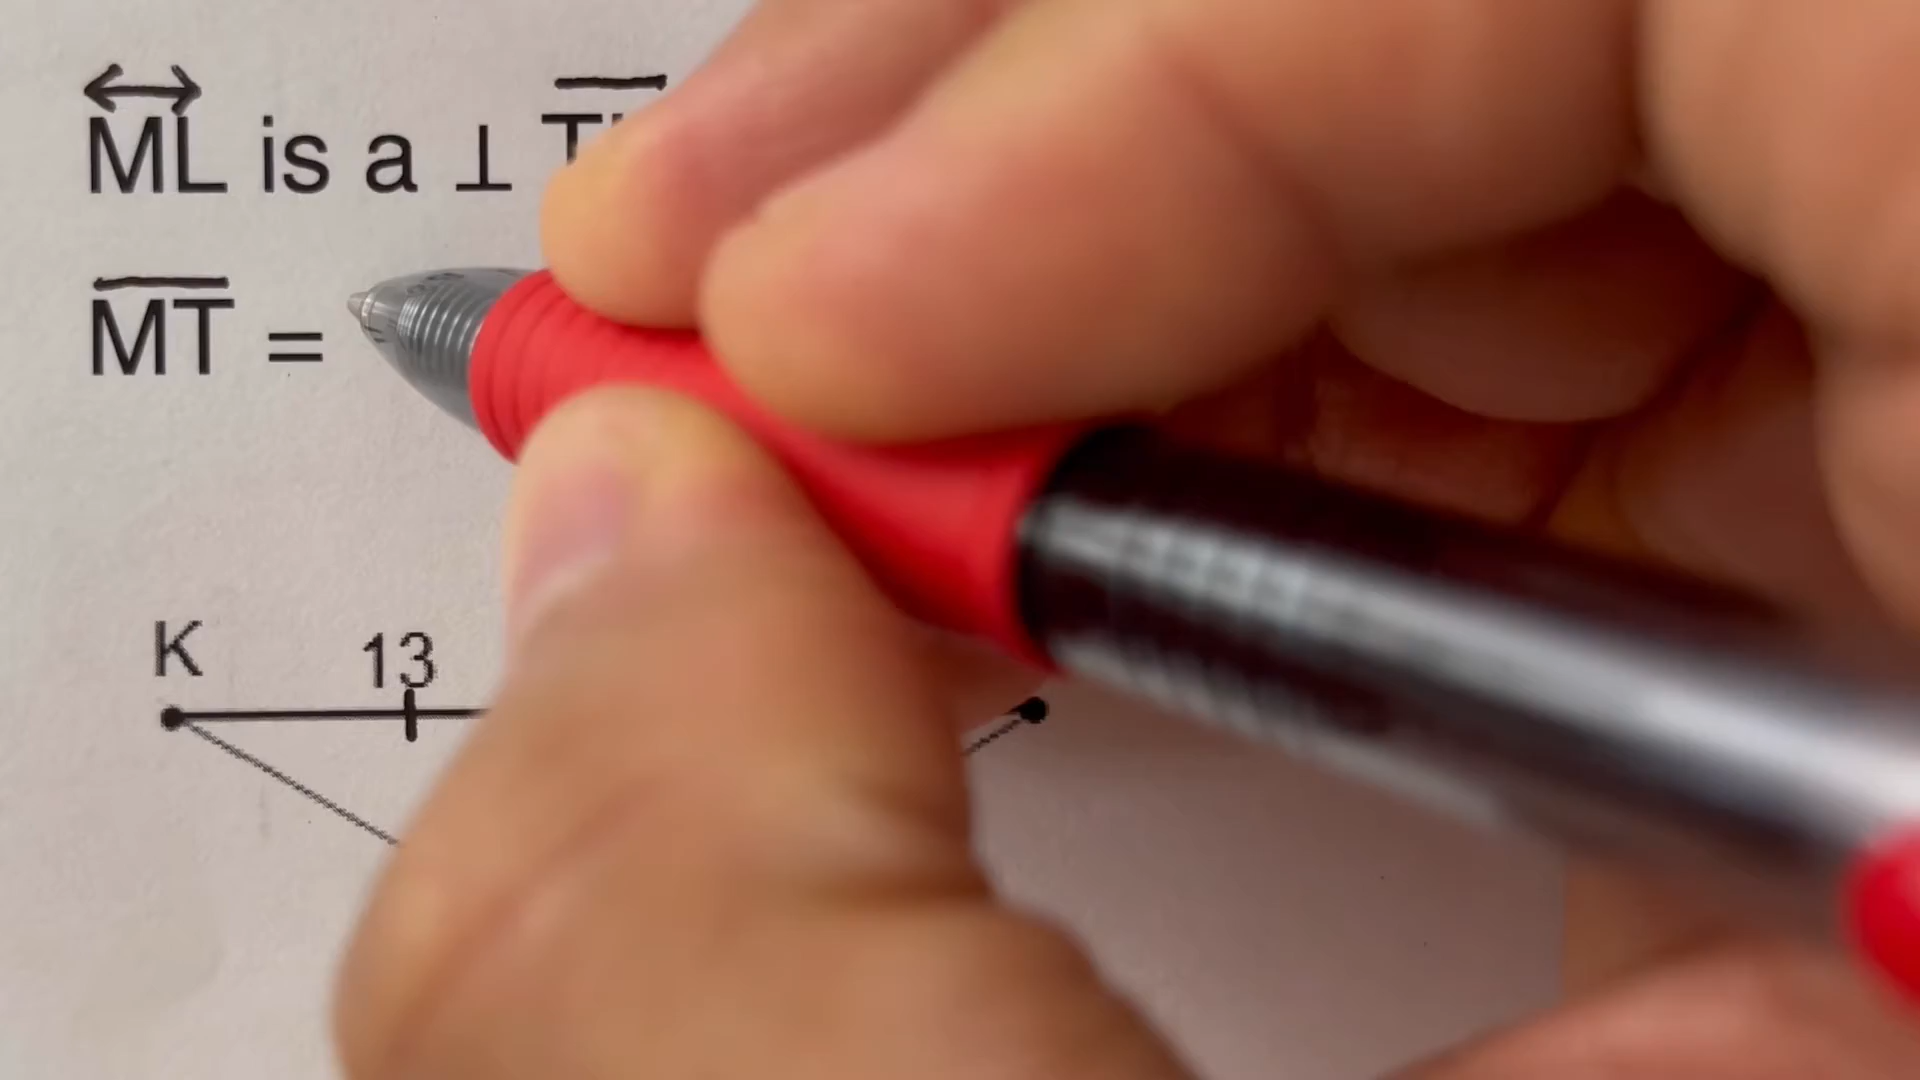 ML is a ⊥
MT =
K 13